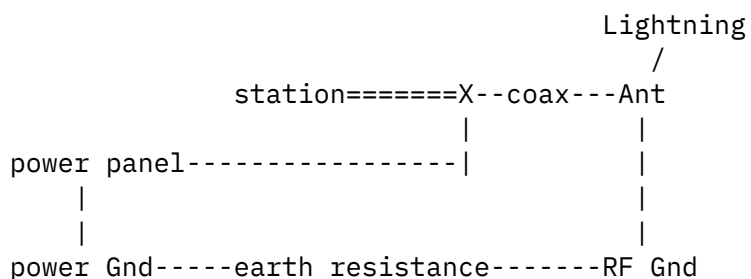 Lightning
/
station=======X--coax---Ant
| |
power panel-----------------| |
| |
| |
power Gnd-----earth resistance-------RF Gnd